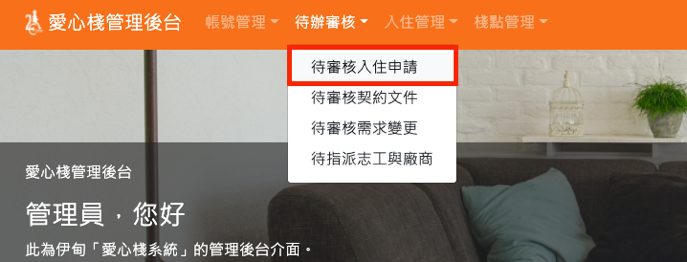 愛心棧管理後台 帳號管理 待辦審核 入住管理 棧點管理
待審核入住申請
待審核契約文件
待審核需求變更
待指派志工與廠商
愛心棧管理後台
管理員，您好
此為伊甸「愛心棧系統」的管理後台介面。